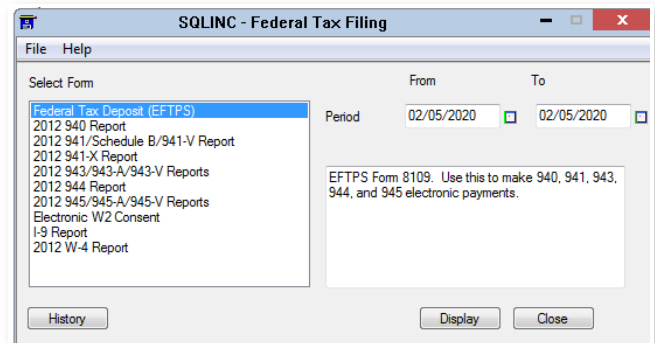 SQLINC - Federal Tax Filing
File Help
Select Form
From To
Federal Tax Deposit (EFTPS)
2012 940 Report
2012 941/Schedule B/941-V Report
2012 941-X Report
2012 943/943-A/943-V Reports
2012 944 Report
2012 945/945-A/945-V Reports
Electronic W2 Consent
I-9 Report
2012 W-4 Report
Period 02/05/2020 02/05/2020
EFTPS Form 8109. Use this to make 940, 941, 943,
944, and 945 electronic payments.
History Display Close